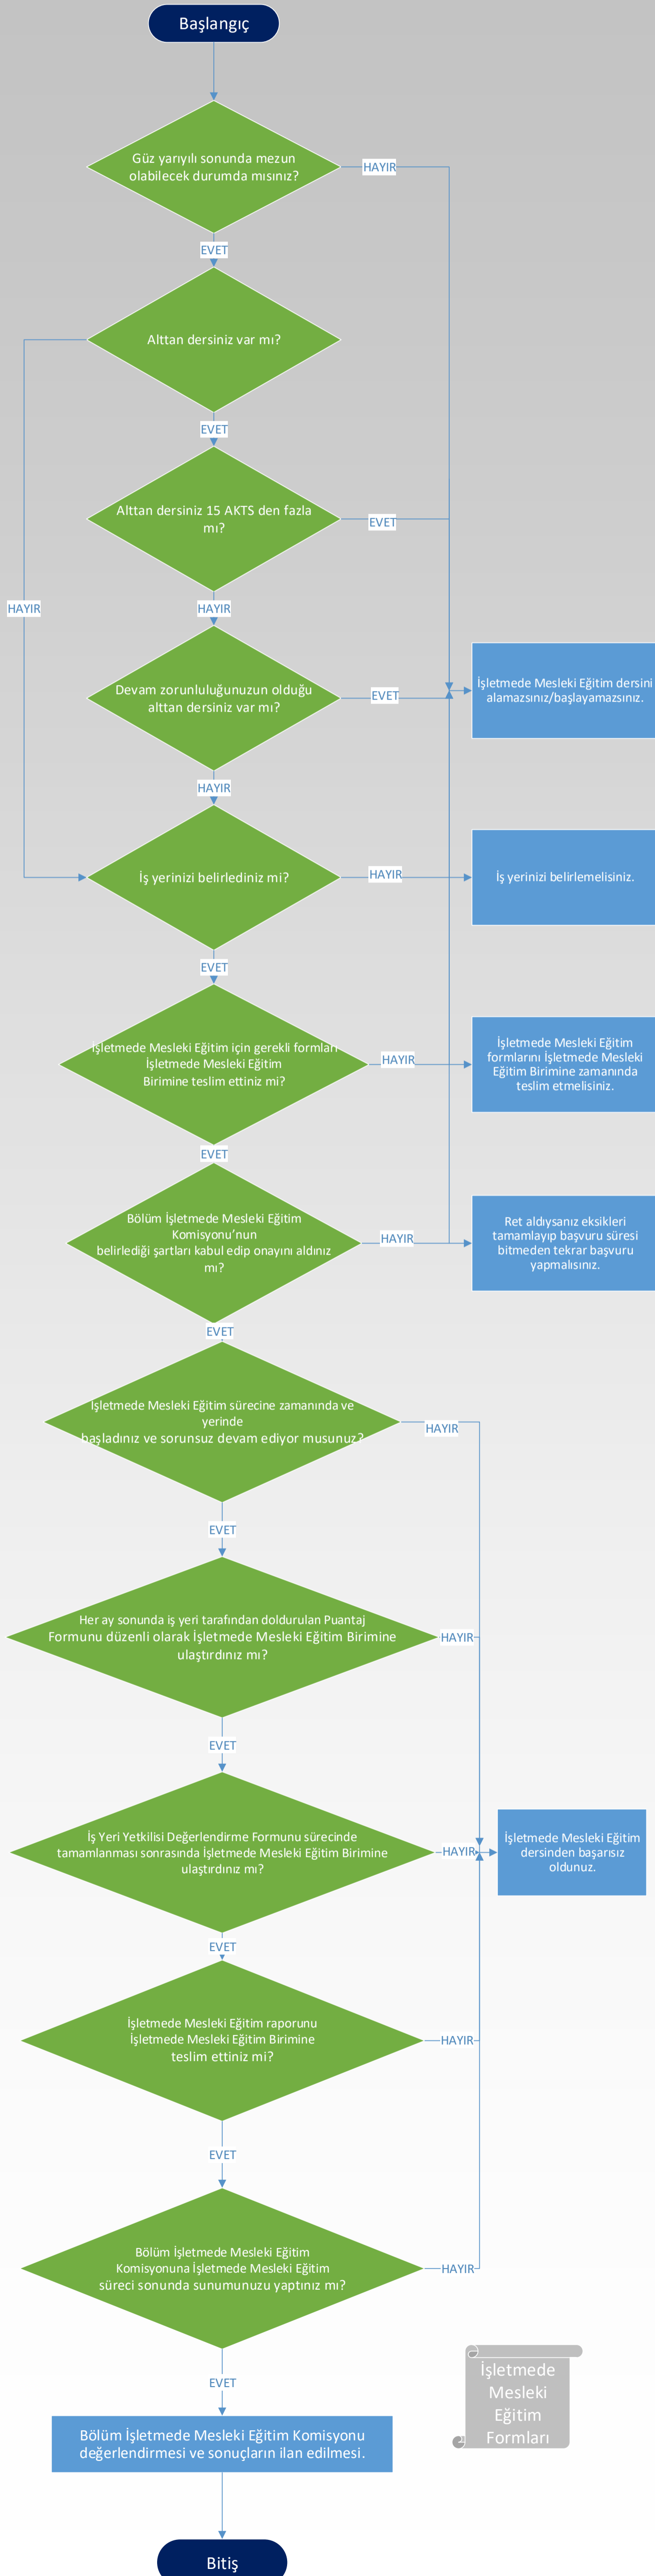 Başlangıç
Güz yarıyılı sonunda mezun
olabilecek durumda mısınız?
HAYIR
EVET
Alttan dersiniz var mı?
EVET
Alttan dersiniz 15 AKTS den fazla
mı?
EVET
HAYIR
HAYIR
Devam zorunluluğunuzun olduğu
alttan dersiniz var mı?
EVET
İşletmede Mesleki Eğitim dersini
alamazsınız/başlayamazsınız.
HAYIR
İş yerinizi belirlediniz mi?
HAYIR
İş yerinizi belirlemelisiniz.
EVET
İşletmede Mesleki Eğitim için gerekli formları
İşletmede Mesleki Eğitim
Birimine teslim ettiniz mi?
HAYIR
İşletmede Mesleki Eğitim
formlarını İşletmede Mesleki
Eğitim Birimine zamanında
teslim etmelisiniz.
EVET
Bölüm İşletmede Mesleki Eğitim
Komisyonu’nun
belirlediği şartları kabul edip onayını aldınız
mı?
HAYIR
Ret aldıysanız eksikleri
tamamlayıp başvuru süresi
bitmeden tekrar başvuru
yapmalısınız.
EVET
İşletmede Mesleki Eğitim sürecine zamanında ve
yerinde
başladınız ve sorunsuz devam ediyor musunuz?
HAYIR
EVET
Her ay sonunda iş yeri tarafından doldurulan Puantaj
Formunu düzenli olarak İşletmede Mesleki Eğitim Birimine
ulaştırdınız mı?
HAYIR
EVET
İş Yeri Yetkilisi Değerlendirme Formunu sürecinde
tamamlanması sonrasında İşletmede Mesleki Eğitim Birimine
ulaştırdınız mı?
HAYIR
İşletmede Mesleki Eğitim
dersinden başarısız
oldunuz.
EVET
İşletmede Mesleki Eğitim raporunu
İşletmede Mesleki Eğitim Birimine
teslim ettiniz mi?
HAYIR
EVET
Bölüm İşletmede Mesleki Eğitim
Komisyonuna İşletmede Mesleki Eğitim
süreci sonunda sunumunuzu yaptınız mı?
HAYIR
EVET
İşletmede
Mesleki
Eğitim
Formları
Bölüm İşletmede Mesleki Eğitim Komisyonu
değerlendirmesi ve sonuçların ilan edilmesi.
Bitiş